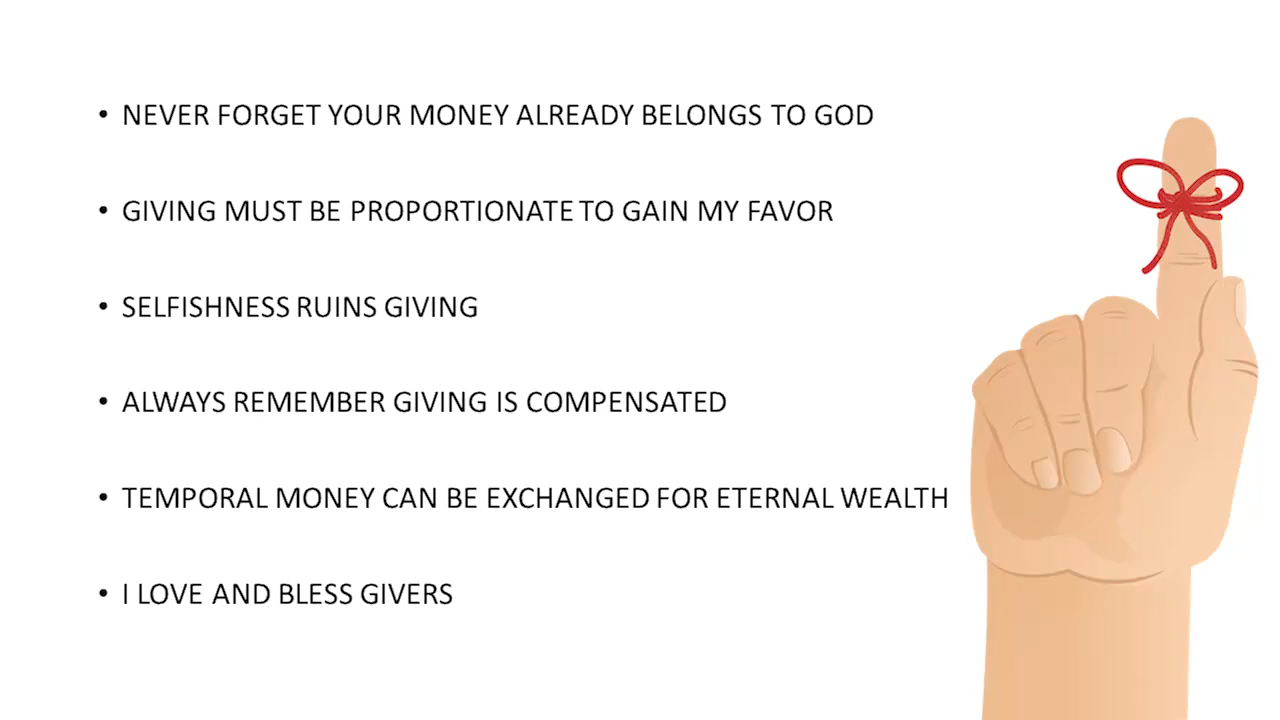 • NEVER FORGET YOUR MONEY ALREADY BELONGS TO GOD
• GIVING MUST BE PROPORTIONATE TO GAIN MY FAVOR
• SELFISHNESS RUINS GIVING
• ALWAYS REMEMBER GIVING IS COMPENSATED
• TEMPORAL MONEY CAN BE EXCHANGED FOR ETERNAL WEALTH
• I LOVE AND BLESS GIVERS